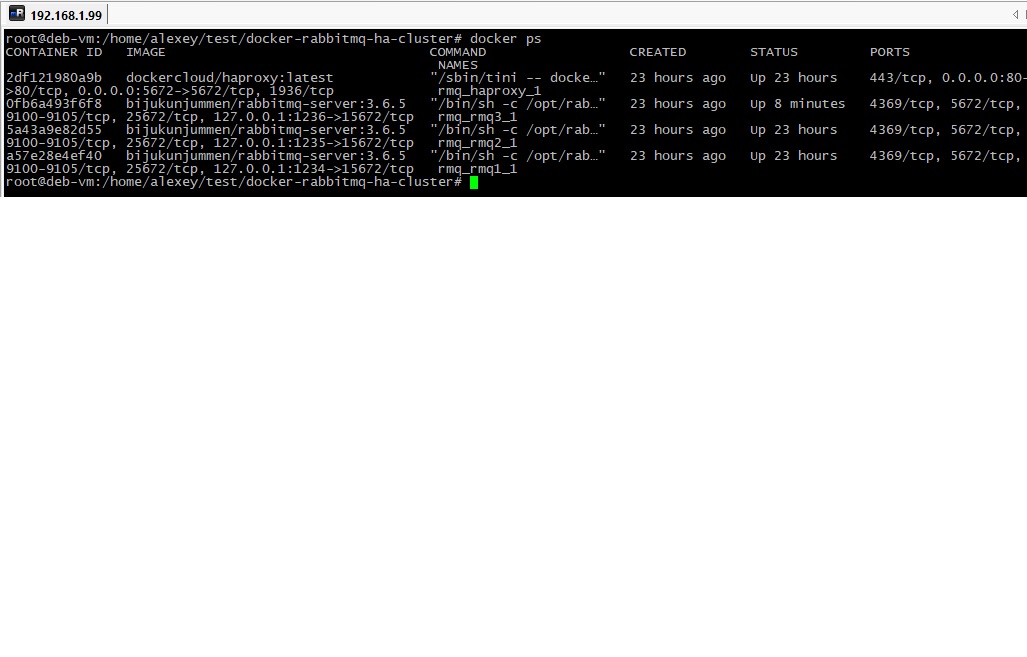 192.168.1.99
root@deb-vm:/home/alexey/test/docker-rabbitmq-ha-cluster# docker ps
CONTAINER ID   IMAGE                                 COMMAND                  CREATED        STATUS         PORTS
NAMES
2df121980a9b   dockercloud/haproxy:latest            "/sbin/tini -- docke…"   23 hours ago   Up 23 hours    443/tcp, 0.0.0.0:80-
>80/tcp, 0.0.0.0:5672->5672/tcp, 1936/tcp   rmq_haproxy_1
0fb6a493f6f8   bijukunjummen/rabbitmq-server:3.6.5   "/bin/sh -c /opt/rab…"   23 hours ago   Up 8 minutes   4369/tcp, 5672/tcp,
9100-9105/tcp, 25672/tcp, 127.0.0.1:1236->15672/tcp   rmq_rmq3_1
5a43a9e82d55   bijukunjummen/rabbitmq-server:3.6.5   "/bin/sh -c /opt/rab…"   23 hours ago   Up 23 hours    4369/tcp, 5672/tcp,
9100-9105/tcp, 25672/tcp, 127.0.0.1:1235->15672/tcp   rmq_rmq2_1
a57e28e4ef40   bijukunjummen/rabbitmq-server:3.6.5   "/bin/sh -c /opt/rab…"   23 hours ago   Up 23 hours    4369/tcp, 5672/tcp,
9100-9105/tcp, 25672/tcp, 127.0.0.1:1234->15672/tcp   rmq_rmq1_1
root@deb-vm:/home/alexey/test/docker-rabbitmq-ha-cluster#